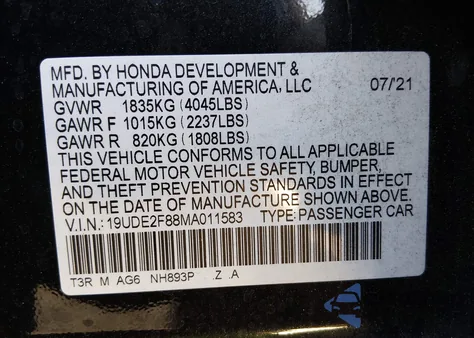 MFD. BY HONDA DEVELOPMENT &
MANUFACTURING OF AMERICA, LLC 07/21
GVWR 1835KG (4045LBS)
GAWR F 1015KG (2237LBS)
GAWR R 820KG (1808LBS)
THIS VEHICLE CONFORMS TO ALL APPLICABLE
FEDERAL MOTOR VEHICLE SAFETY, BUMPER,
AND THEFT PREVENTION STANDARDS IN EFFECT
ON THE DATE OF MANUFACTURE SHOWN ABOVE.
V.I.N.: 19UDE2F88MA011583 TYPE: PASSENGER CAR
T3R M AG6 NH893P . .Z .A